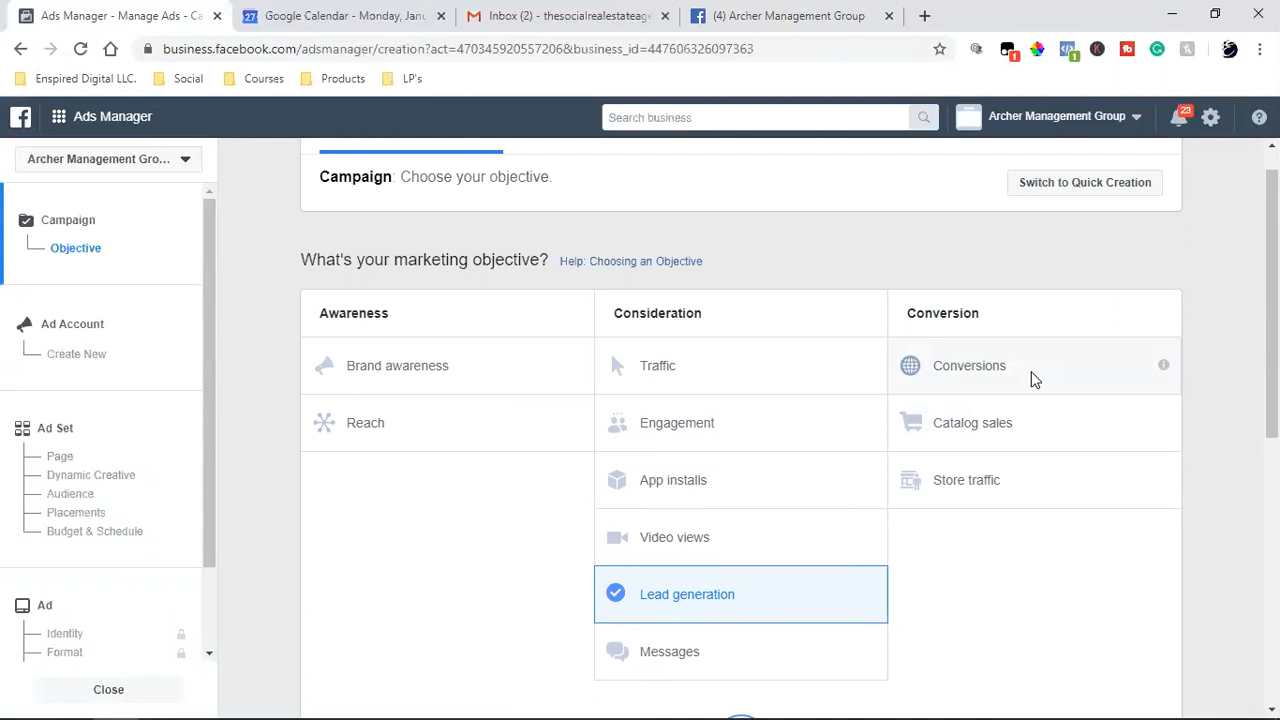 Ads Manager - Manage Ads - Ca
Google Calendar - Monday, Janu
Inbox (2) - thesocialrealestateag
(4) Archer Management Group
business.facebook.com/adsmanager/creation?act=470345920557206&business_id=447606326097363
1
1
Enspired Digital LLC.
Social
Courses
Products
LP's
Ads Manager
Search business
Archer Management Group
23
Archer Management Gro...
Campaign: Choose your objective.
Switch to Quick Creation
Campaign
Objective
What's your marketing objective?
Help: Choosing an Objective
Awareness
Consideration
Conversion
Ad Account
Create New
Brand awareness
Traffic
Conversions
Reach
Engagement
Catalog sales
Ad Set
Page
Dynamic Creative
Audience
Placements
Budget & Schedule
App installs
Store traffic
Video views
Lead generation
Ad
Identity
Format
Messages
Close